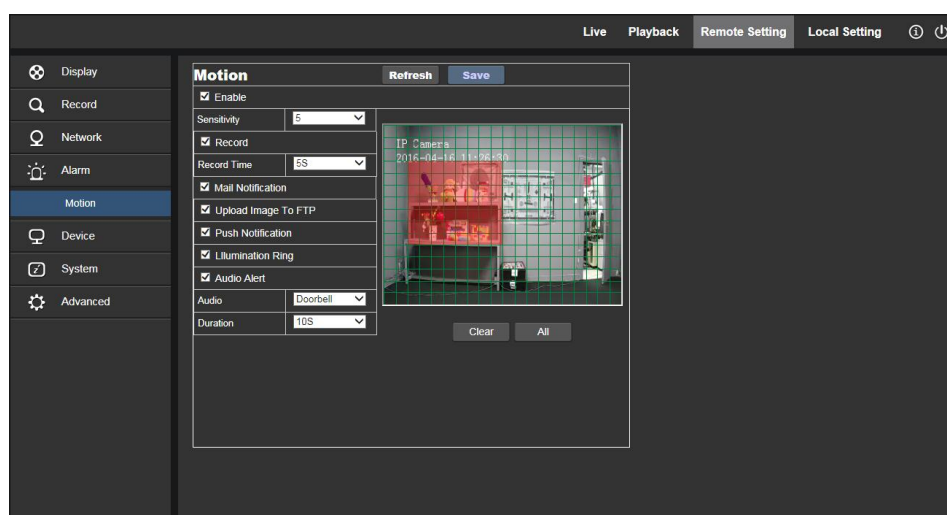 Live Playback Remote Setting Local Setting
Display
Record
Network
Alarm
Motion
Device
System
Advanced
Motion Refresh Save
Enable
Sensitivity 5
Record
Record Time 5S
Mail Notification
Upload Image To FTP
Push Notification
LIlumination Ring
Audio Alert
Audio Doorbell
Duration 10S
IP Camera
2016-04-16 11:26:30
Clear All